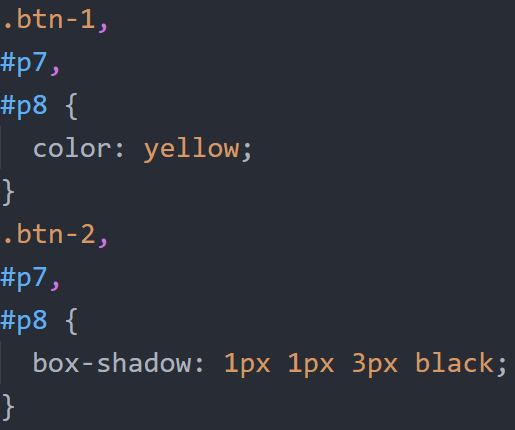 .btn-1,
#p7,
#p8 {
  color: yellow;
}
.btn-2,
#p7,
#p8 {
  box-shadow: 1px 1px 3px black;
}